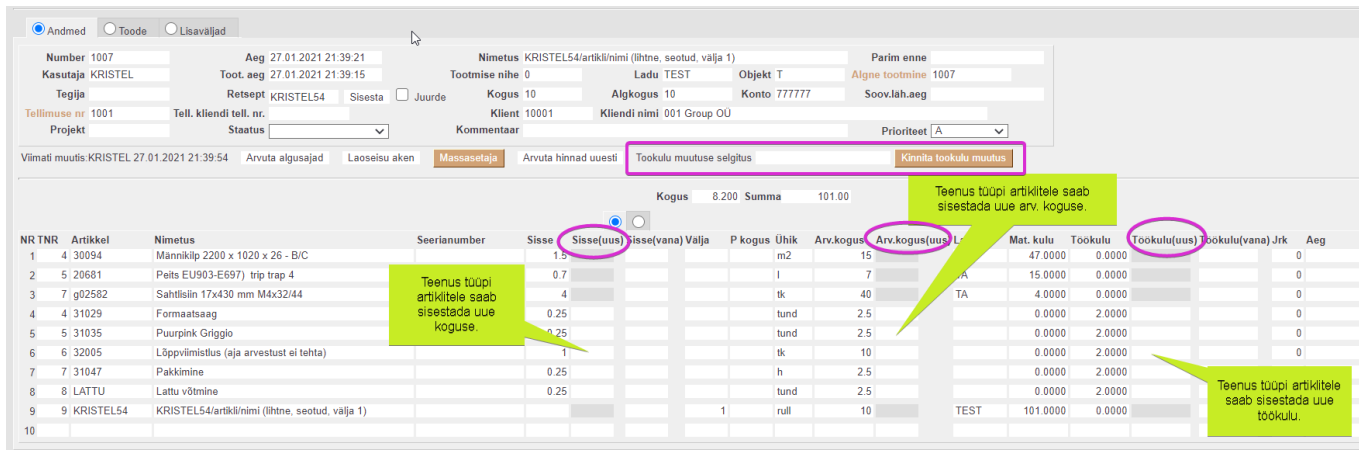 Andmed Toode Lisaväljad
Number 1007 Aeg 27.01.2021 21:39:21 Nimetus KRISTEL54/artikli/nimi (lihtne, seotud, välja 1) Parim enne
Kasutaja KRISTEL Toot. aeg 27.01.2021 21:39:15 Tootmise nihe 0 Ladu TEST Objekt T Algne tootmine 1007
Tegija Retsept KRISTEL54 Sisesta Juurde Kogus 10 Algkogus 10 Konto 777777 Soov.läh.aeg
Tellimuse nr 1001 Tell. kliendi tell. nr. Klient 10001 Kliendi nimi 001 Group OÜ
Projekt Staatus Kommentaar Prioriteet A
Viimati muutis:KRISTEL 27.01.2021 21:39:54 Arvuta algusajad Laoseisu aken Massasetaja Arvuta hinnad uuesti Tookulu muutuse selgitus Kinnita tookulu muutus
Kogus 8.200 Summa 101.00
Teenus tüüpi artiklitele saab
sisestada uue arv. koguse.
NR TNR Artikkel Nimetus Seerianumber Sisse Sisse(uus) Sisse(vana) Välja P kogus Ühik Arv.kogus Arv.kogus(uus) Mat. kulu Töökulu Töökulu(uus) Töökulu(vana) Jrk Aeg
1 4 30094 Männikilp 2200 x 1020 x 26 - B/C 1.5 m2 15 47.0000 0.0000 0
2 5 20681 Peits EU903-E697) trip trap 4 0.7 l 7 TA 15.0000 0.0000 0
3 7 g02582 Sahtlisiin 17x430 mm M4x32/44 4 tk 40 TA 4.0000 0.0000 0
4 4 31029 Formaatsaag 0.25 tund 2.5 0.0000 2.0000 0
5 5 31035 Puurpink Griggio 0.25 tund 2.5 0.0000 2.0000 0
6 6 32005 Lõppviimistlus (aja arvestust ei tehta) 1 tk 10 0.0000 2.0000 0
7 7 31047 Pakkimine 0.25 h 2.5 0.0000 2.0000
8 8 LATTU Lattu võtmine 0.25 tund 2.5 0.0000 2.0000
9 9 KRISTEL54 KRISTEL54/artikli/nimi (lihtne, seotud, välja 1) 1 rull 10 TEST 101.0000 0.0000
10
Teenus tüüpi
artiklitele saab
sisestada uue
koguse.
Teenus tüüpi artiklitele
saab sisestada uue
töökulu.